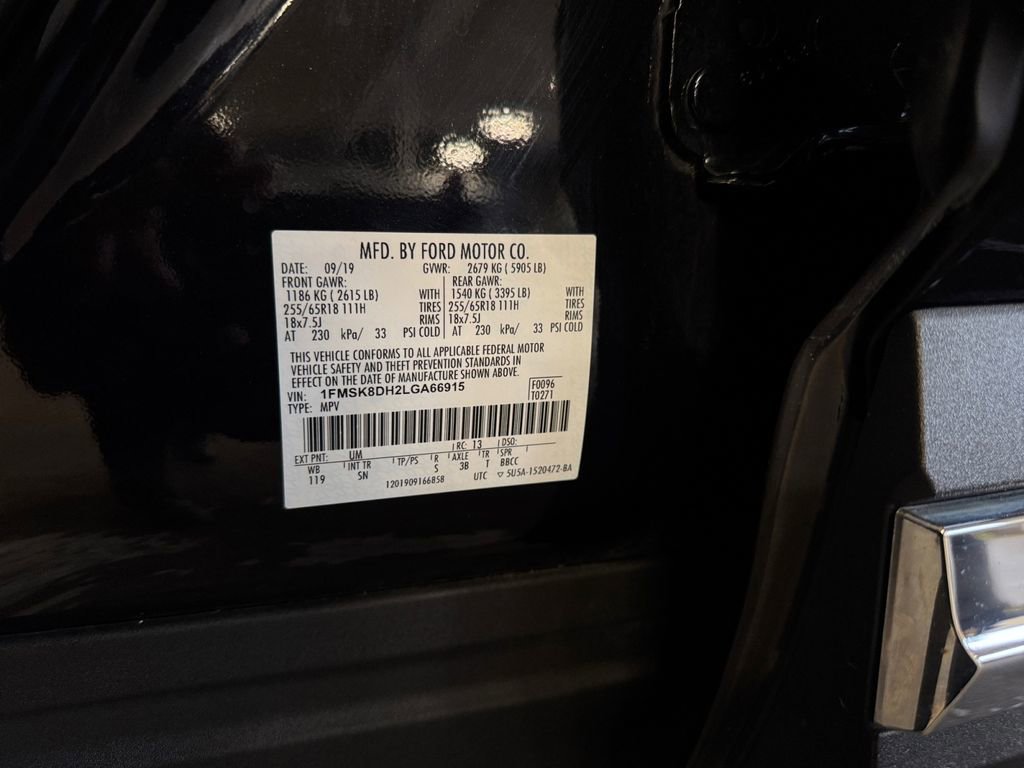 MFD. BY FORD MOTOR CO.
DATE: 09/19 GVWR: 2679 KG ( 5905 LB)
FRONT GAWR: REAR GAWR:
1186 KG ( 2615 LB) WITH 1540 KG ( 3395 LB) WITH
255/65R18 111H TIRES 255/65R18 111H TIRES
18x7.5J RIMS 18x7.5J RIMS
AT 230 kPa/ 33 PSI COLD AT 230 kPa/ 33 PSI COLD
THIS VEHICLE CONFORMS TO ALL APPLICABLE FEDERAL MOTOR
VEHICLE SAFETY AND THEFT PREVENTION STANDARDS IN
EFFECT ON THE DATE OF MANUFACTURE SHOWN ABOVE.
VIN: 1FMSK8DH2LGA66915 F0096
TYPE: MPV T0271
EXT PNT: UM RC: 13 DSO:
WB INT TR TP/PS R AXLE TR SPR
119 SN S 3B T BBCC
1201909166858 UTC ▽ 5U5A-1520472-BA